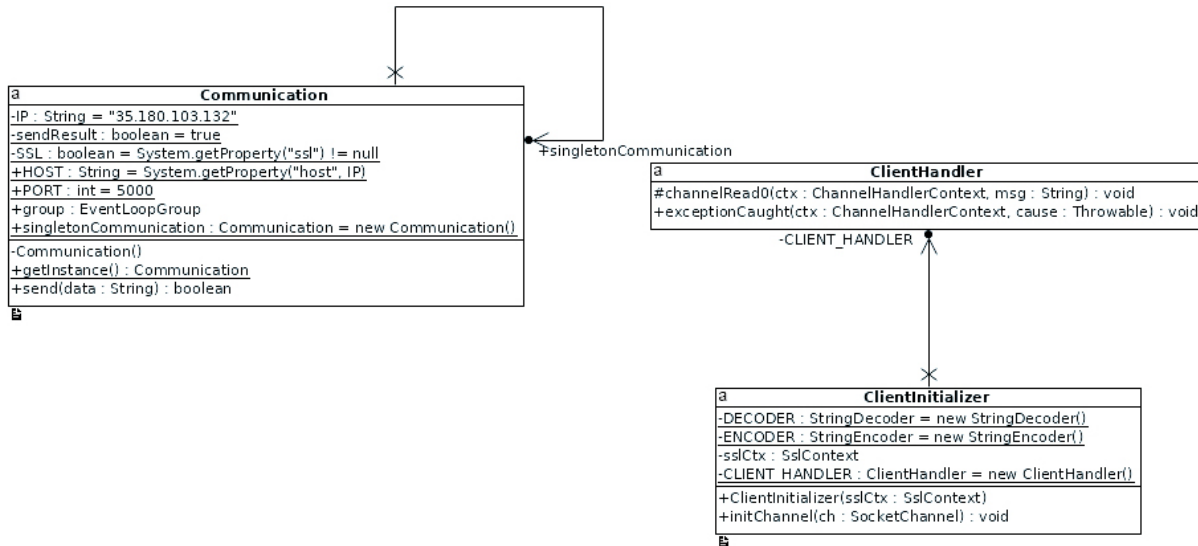 a
Communication
-IP : String = "35.180.103.132"
-sendResult : boolean = true
-SSL : boolean = System.getProperty("ssl") != null
+HOST : String = System.getProperty("host", IP)
+PORT : int = 5000
+group : EventLoopGroup
+singletonCommunication : Communication = new Communication()
-Communication()
+getInstance() : Communication
+send(data : String) : boolean
+singletonCommunication
a
ClientHandler
#channelRead0(ctx : ChannelHandlerContext, msg : String) : void
+exceptionCaught(ctx : ChannelHandlerContext, cause : Throwable) : void
-CLIENT_HANDLER
a
ClientInitializer
-DECODER : StringDecoder = new StringDecoder()
-ENCODER : StringEncoder = new StringEncoder()
-sslCtx : SslContext
-CLIENT_HANDLER : ClientHandler = new ClientHandler()
+ClientInitializer(sslCtx : SslContext)
+initChannel(ch : SocketChannel) : void